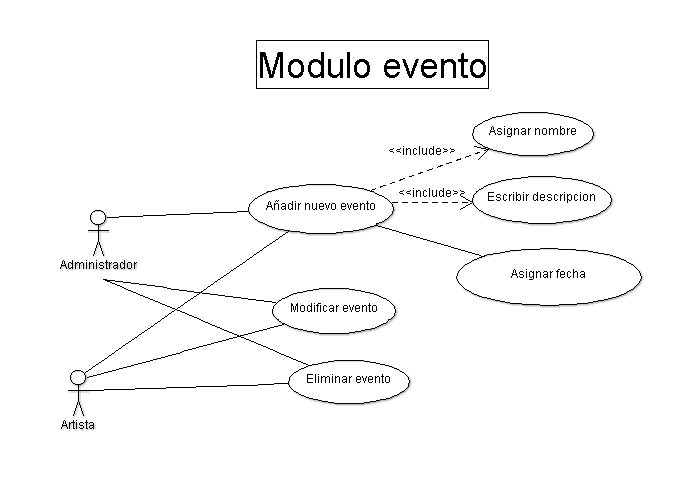 Modulo evento
Asignar nombre
<<include>>
<<include>>
Escribir descripcion
Añadir nuevo evento
Administrador
Asignar fecha
Modificar evento
Eliminar evento
Artista